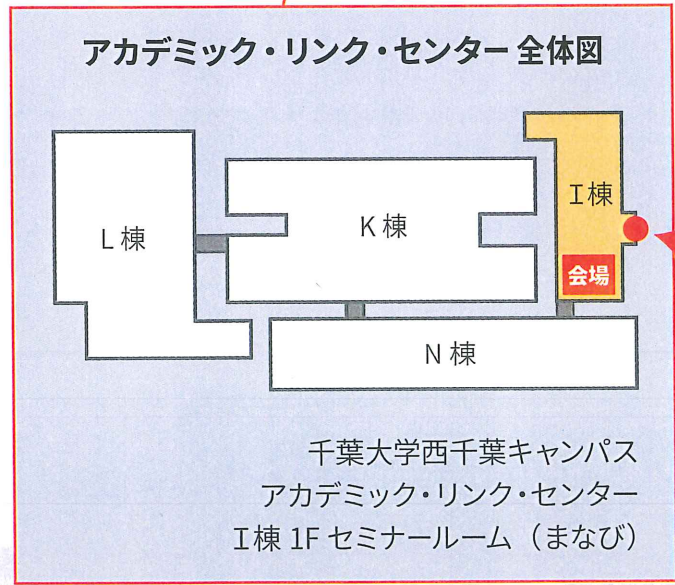 アカデミック・リンク・センター 全体図
I棟
L棟
K棟
会場
N棟
千葉大学西千葉キャンパス
アカデミック・リンク・センター
I棟 1F セミナールーム（まなび）